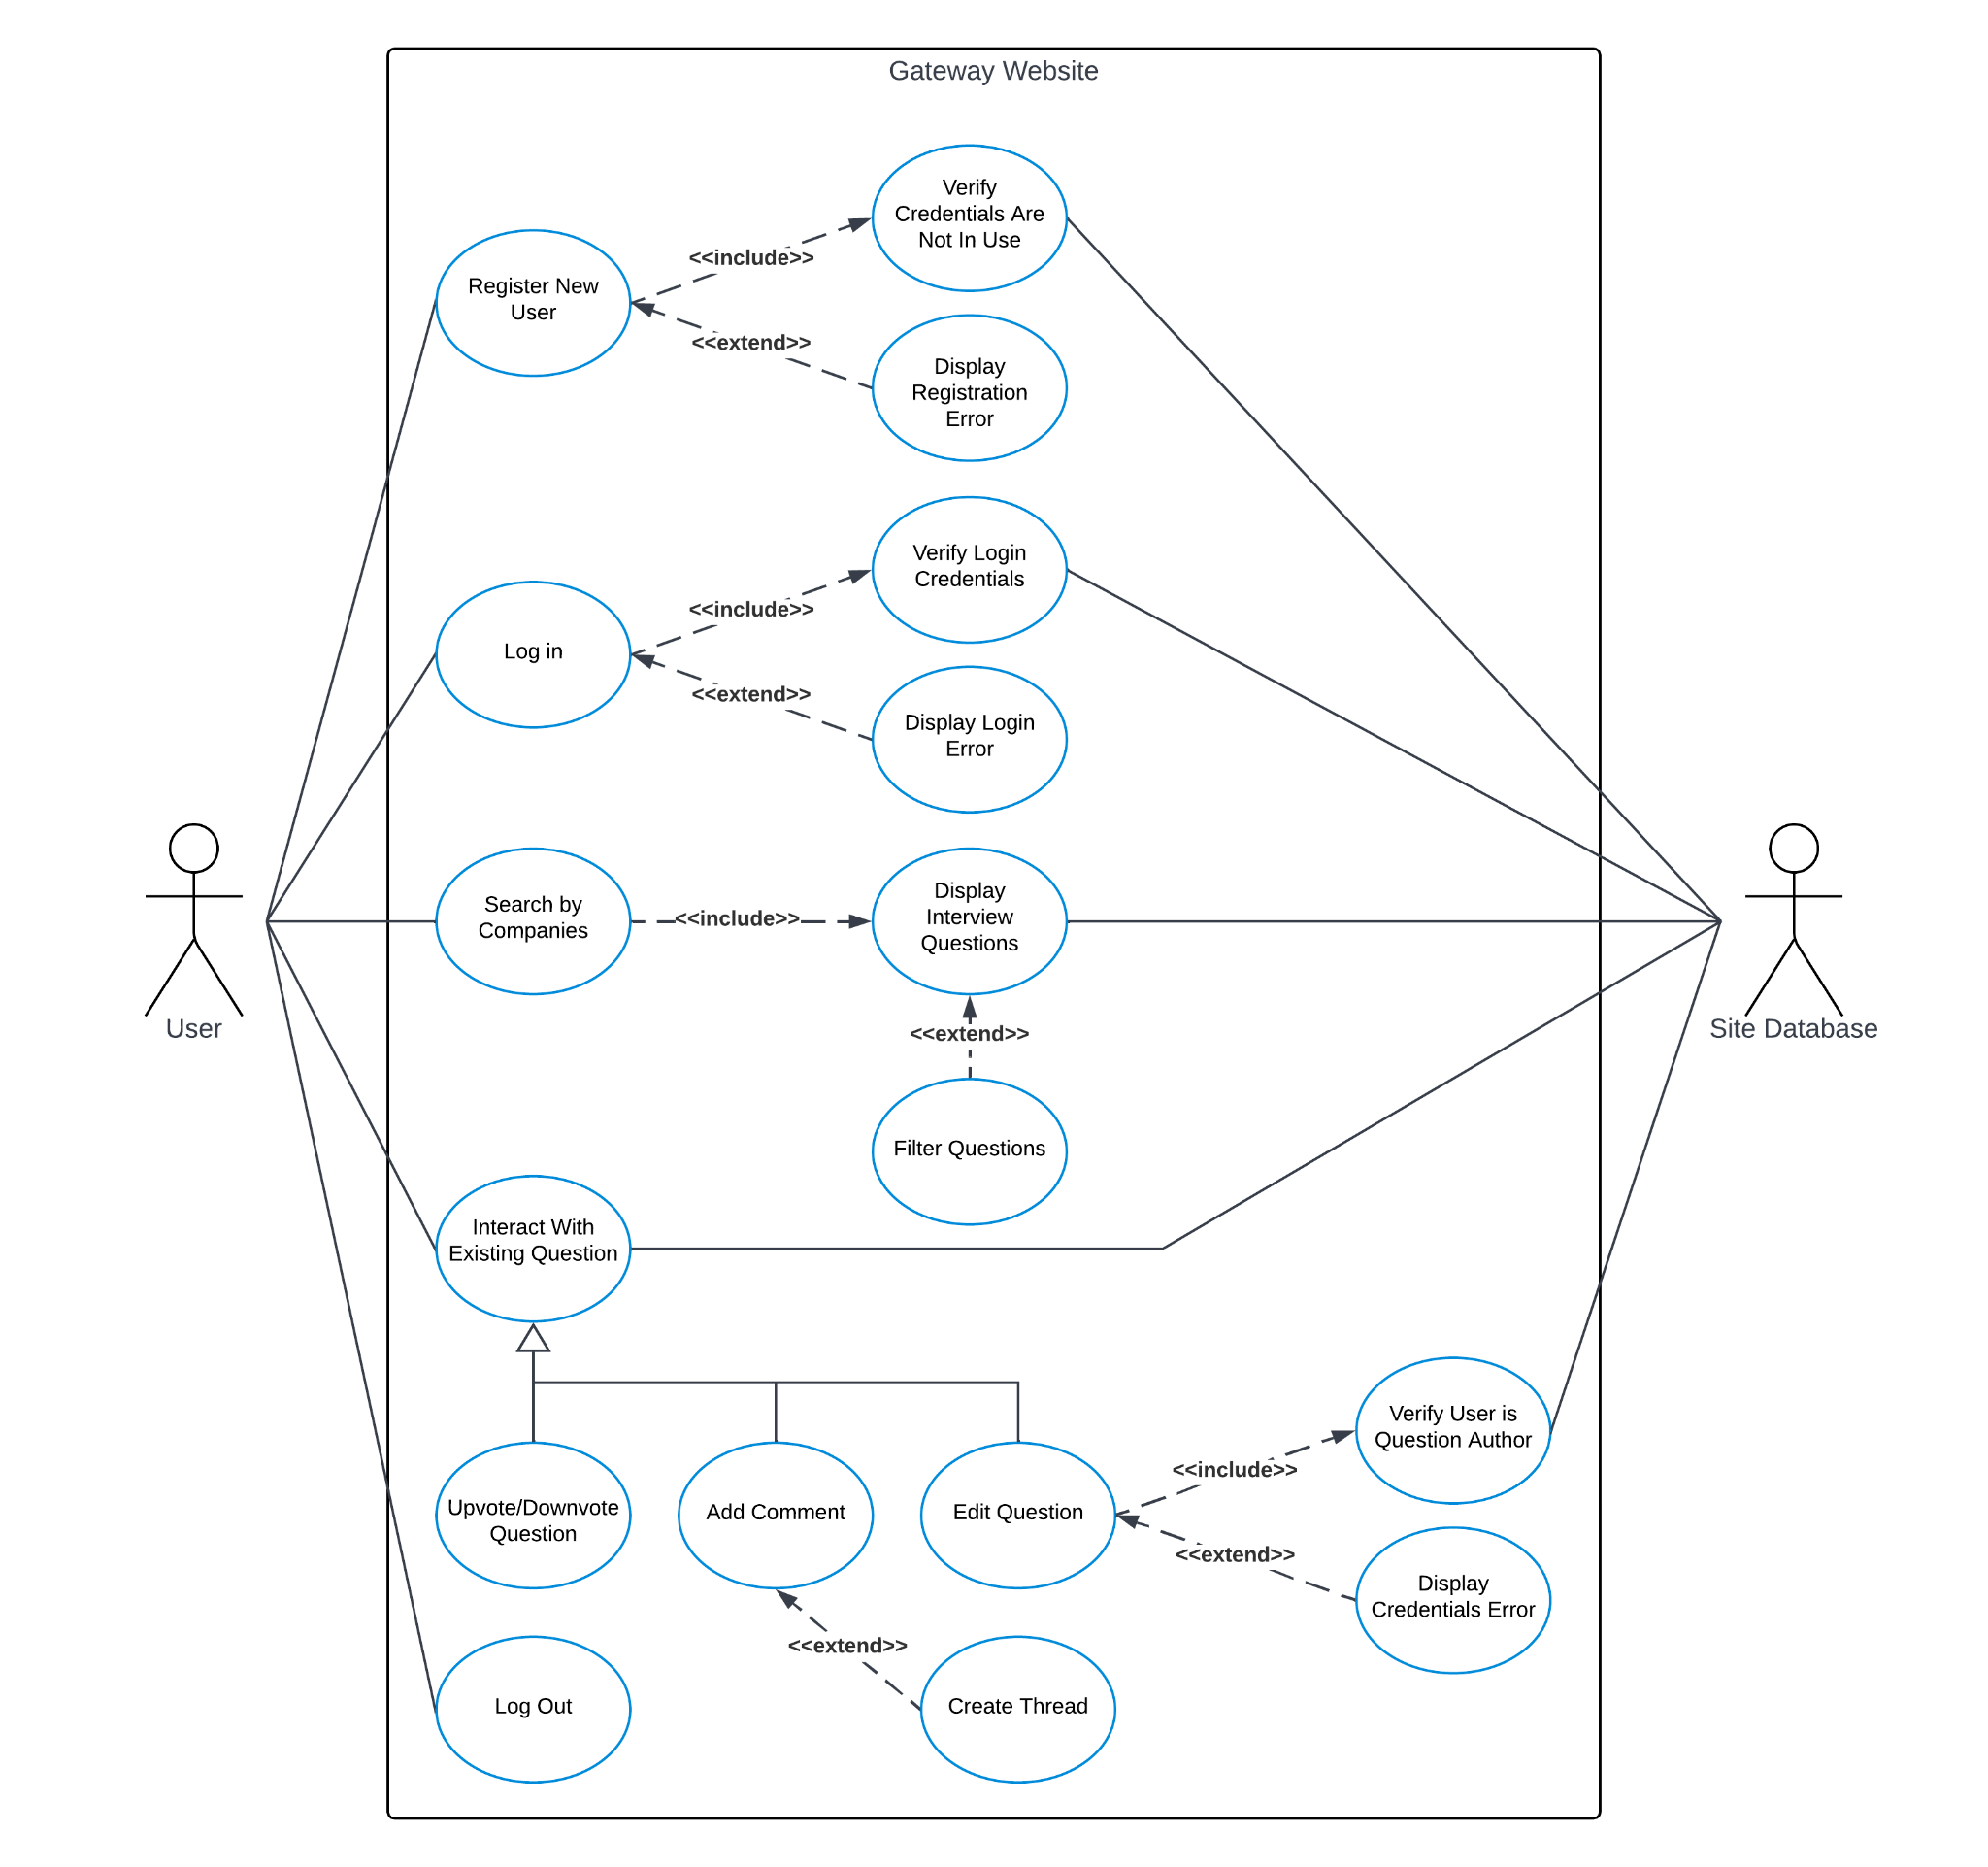 Gateway Website
Verify
Credentials Are
Not In Use
<<include>>
Register New
User
<<extend>>
Display
Registration
Error
Verify Login
Credentials
<<include>>
Log in
<<extend>>
Display Login
Error
Search by
Companies
<<include>>
Display
Interview
Questions
User
Site Database
<<extend>>
Filter Questions
Interact With
Existing Question
Verify User is
Question Author
<<include>>
Upvote/Downvote
Question
Add Comment
Edit Question
<<extend>>
Display
Credentials Error
<<extend>>
Log Out
Create Thread